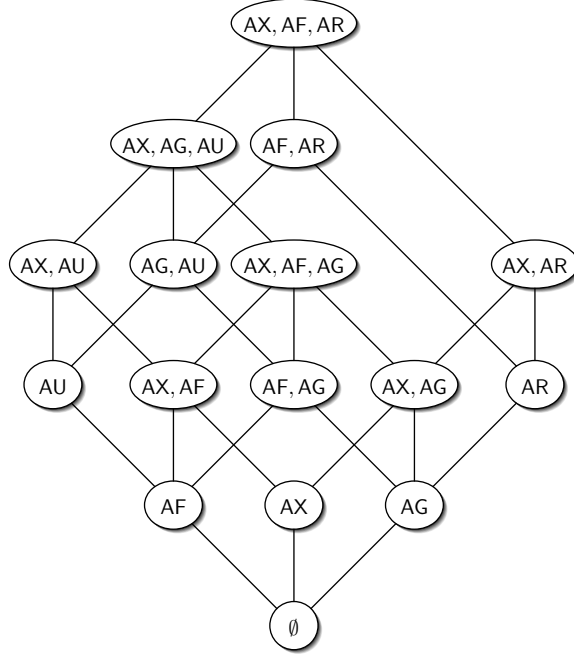 AX, AF, AR
AX, AG, AU
AF, AR
AX, AU
AG, AU
AX, AF, AG
AX, AR
AU
AX, AF
AF, AG
AX, AG
AR
AF
AX
AG
∅